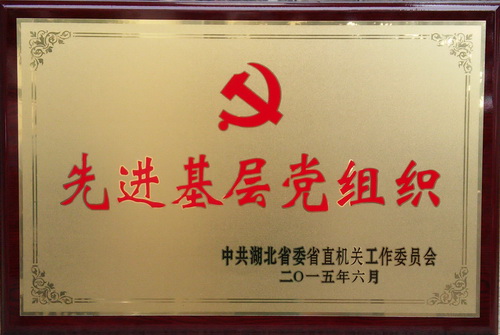 先进基层党组织
中共湖北省委省直机关工作委员会
二〇一五年六月